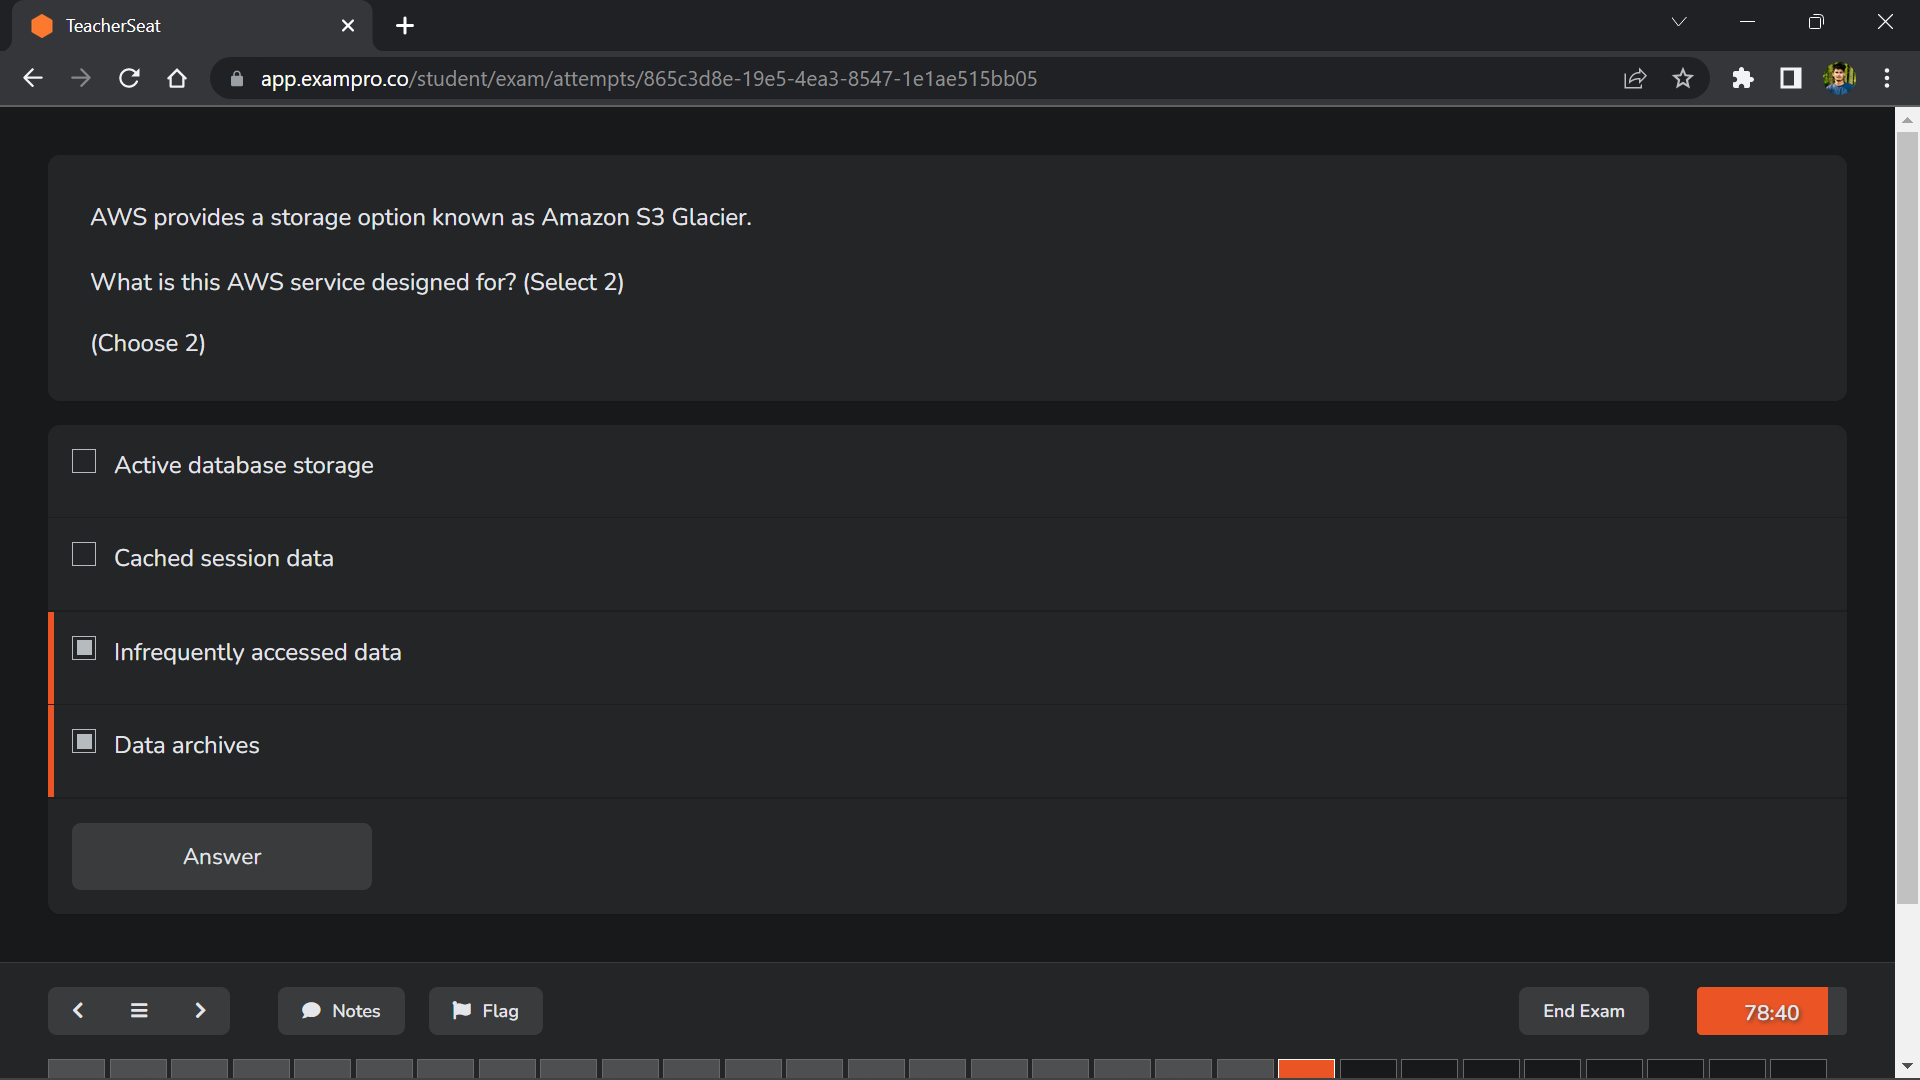 TeacherSeat
app.exampro.co/student/exam/attempts/865c3d8e-19e5-4ea3-8547-1e1ae515bb05
AWS provides a storage option known as Amazon S3 Glacier.
What is this AWS service designed for? (Select 2)
(Choose 2)
Active database storage
Cached session data
Infrequently accessed data
Data archives
Answer
Notes
Flag
End Exam
78:40